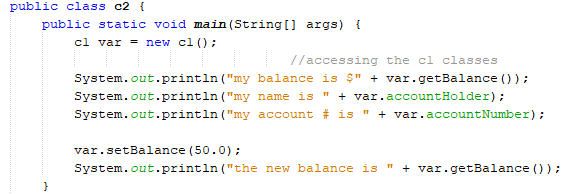 public class c2 {
public static void main(String[] args) {
c1 var = new c1();
//accessing the c1 classes
System.out.println("my balance is $" + var.getBalance());
System.out.println("my name is " + var.accountHolder);
System.out.println("my account # is " + var.accountNumber);
var.setBalance(50.0);
System.out.println("the new balance is " + var.getBalance());
}